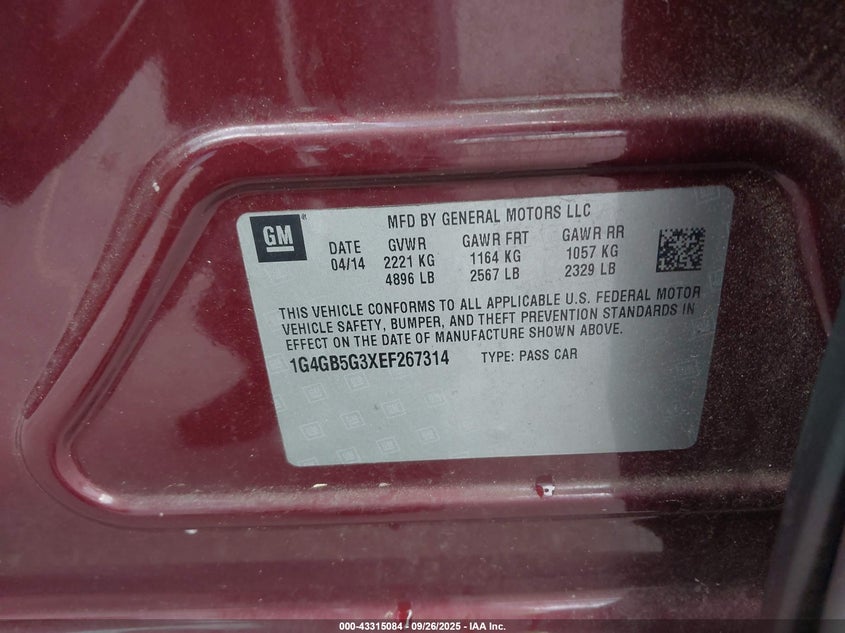 GM
MFD BY GENERAL MOTORS LLC
DATE GVWR GAWR FRT GAWR RR
04/14 2221 KG 1164 KG 1057 KG
4896 LB 2567 LB 2329 LB
THIS VEHICLE CONFORMS TO ALL APPLICABLE U.S. FEDERAL MOTOR
VEHICLE SAFETY, BUMPER, AND THEFT PREVENTION STANDARDS IN
EFFECT ON THE DATE OF MANUFACTURE SHOWN ABOVE.
1G4GB5G3XEF267314 TYPE: PASS CAR
000-43315084 - 09/26/2025 - IAA Inc.